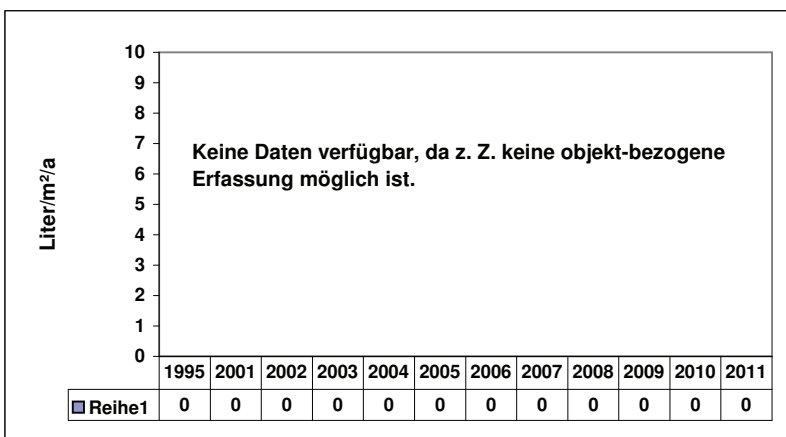 10
9
8
7
6
5
4
3
2
1
0
Liter/m²/a
Keine Daten verfügbar, da z. Z. keine objekt-bezogene
Erfassung möglich ist.
1995 2001 2002 2003 2004 2005 2006 2007 2008 2009 2010 2011
Reihe1 0 0 0 0 0 0 0 0 0 0 0 0